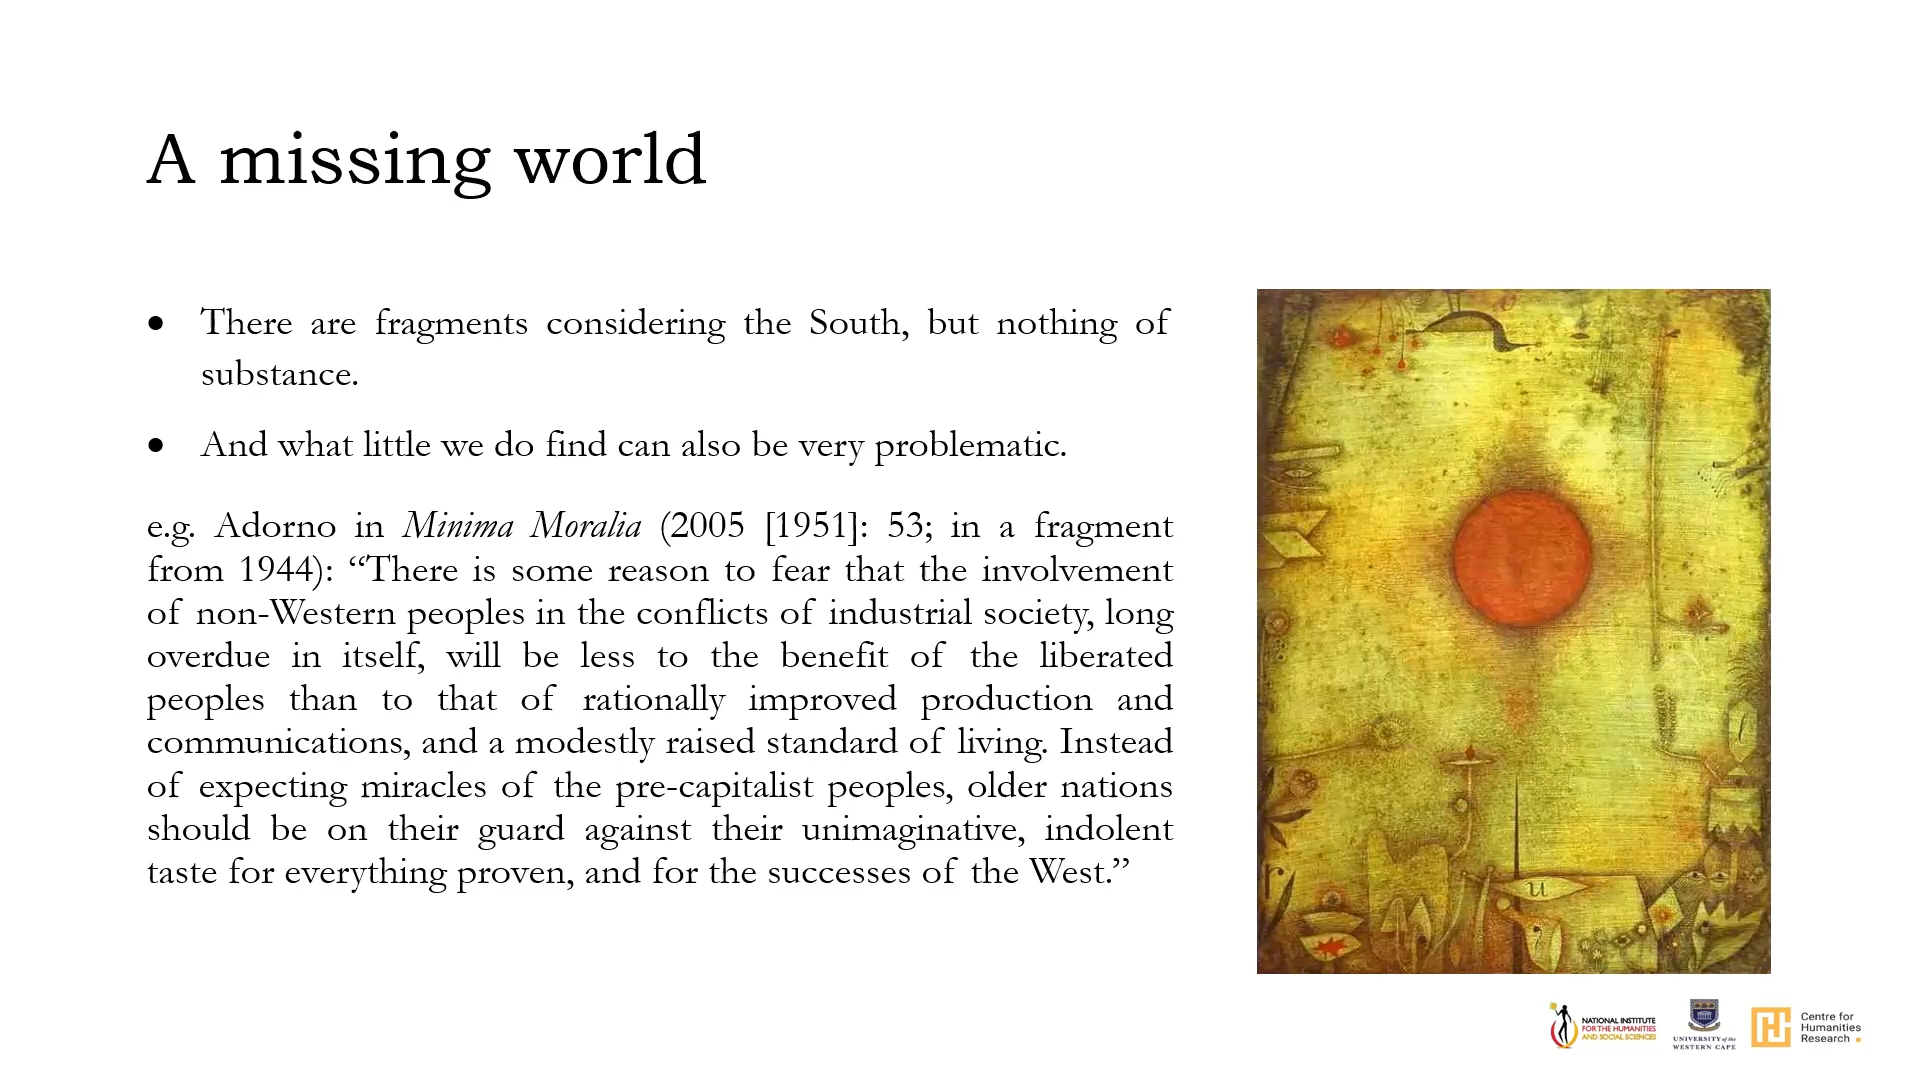 A missing world
• There are fragments considering the South, but nothing of
substance.
• And what little we do find can also be very problematic.
e.g. Adorno in Minima Moralia (2005 [1951]: 53; in a fragment
from 1944): “There is some reason to fear that the involvement
of non-Western peoples in the conflicts of industrial society, long
overdue in itself, will be less to the benefit of the liberated
peoples than to that of rationally improved production and
communications, and a modestly raised standard of living. Instead
of expecting miracles of the pre-capitalist peoples, older nations
should be on their guard against their unimaginative, indolent
taste for everything proven, and for the successes of the West.”
u
NATIONAL INSTITUTE
FOR THE HUMANITIES
AND SOCIAL SCIENCES
UNIVERSITY of the
WESTERN CAPE
Centre for
Humanities
Research